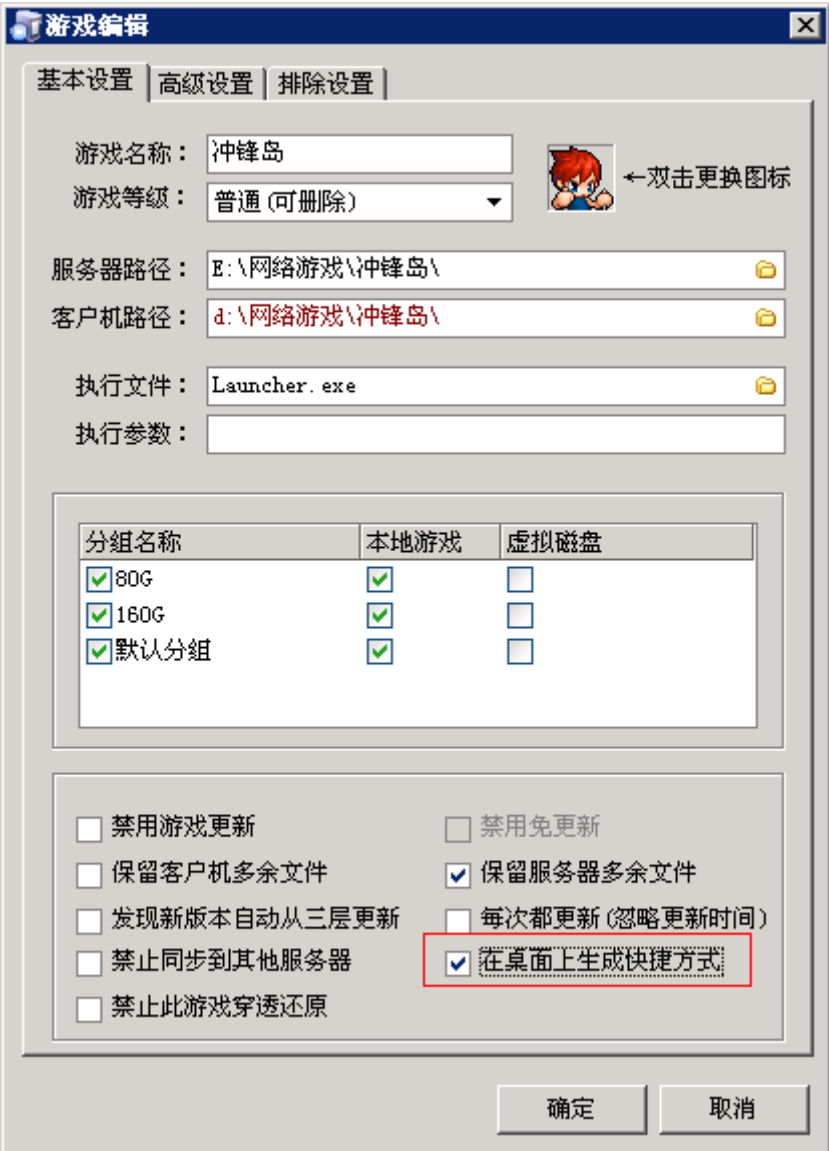 游戏编辑
基本设置 高级设置 排除设置
游戏名称： 冲锋岛
←双击更换图标
游戏等级： 普通(可删除)
服务器路径： E:\网络游戏\冲锋岛\
客户机路径： d:\网络游戏\冲锋岛\
执行文件： Launcher.exe
执行参数：
分组名称 本地游戏 虚拟磁盘
80G
160G
默认分组
禁用游戏更新 禁用免更新
保留客户机多余文件 保留服务器多余文件
发现新版本自动从三层更新 每次都更新(忽略更新时间)
禁止同步到其他服务器 在桌面上生成快捷方式
禁止此游戏穿透还原
确定 取消